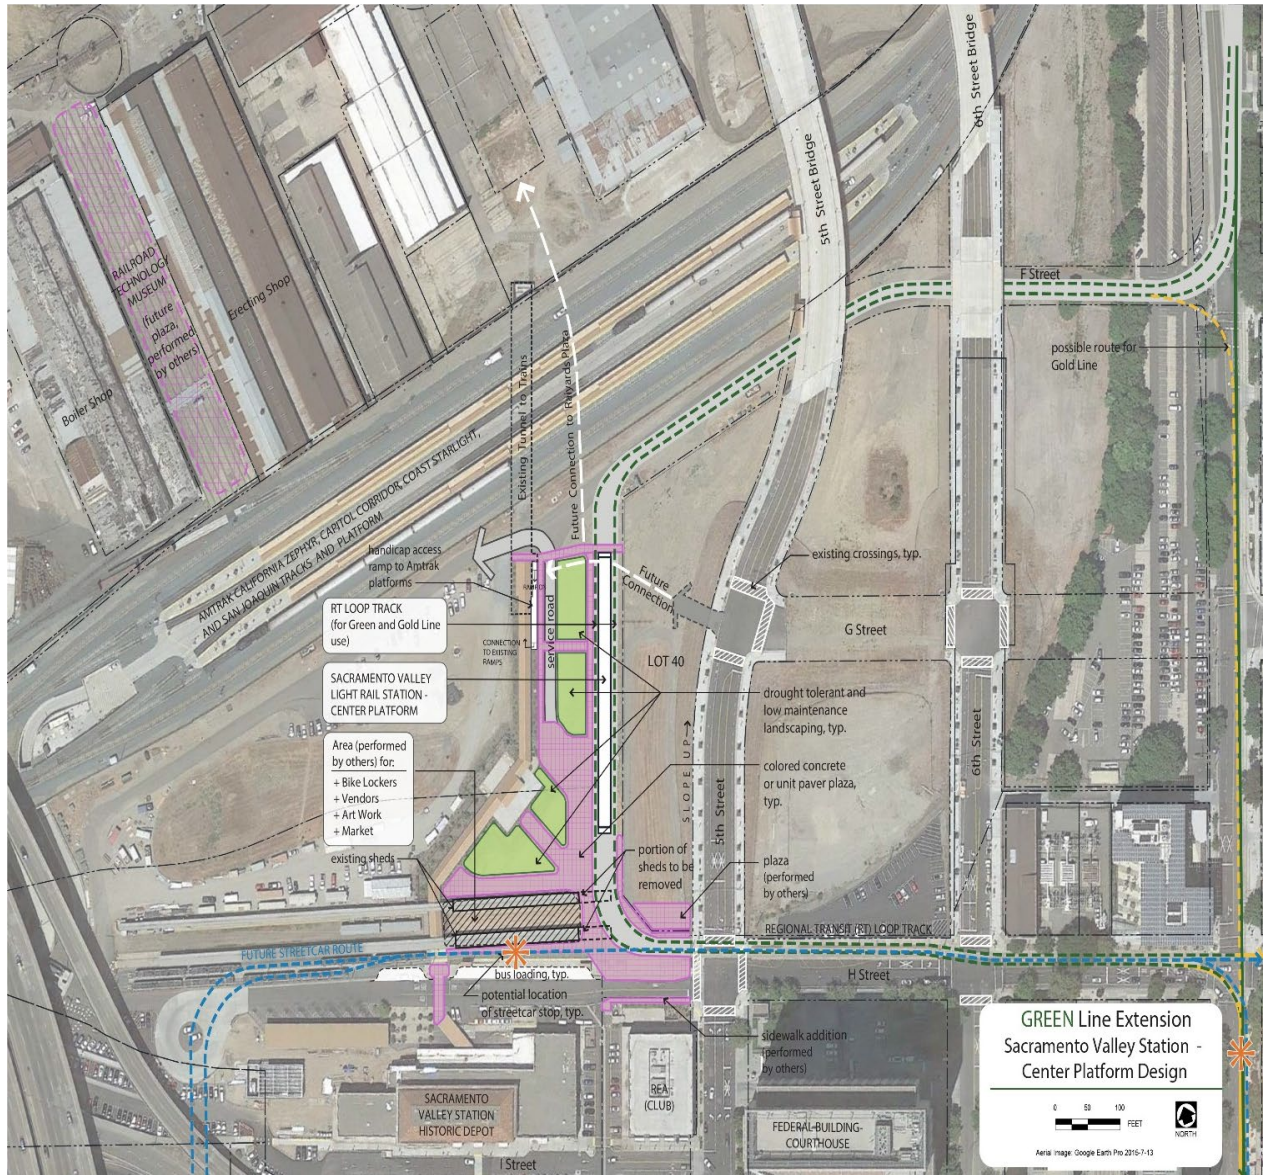 5th Street Bridge
6th Street Bridge
RAILROAD
TECHNOLOGY
MUSEUM
(future
plaza,
performed
by others)
Erecting Shop
Boiler Shop
F Street
possible route for
Gold Line
Existing Tunnel to Trains
Future Connection to Railyards Plaza
AMTRAK CALIFORNIA ZEPHYR, CAPITOL CORRIDOR, COAST STARLIGHT,
AND SAN JOAQUIN TRACKS AND PLATFORM
handicap access
ramp to Amtrak
platforms
existing crossings, typ.
Future
Connection
RT LOOP TRACK
(for Green and Gold Line
use)
service road
CONNECTION
TO EXISTING
RAMPS
G Street
LOT 40
SACRAMENTO VALLEY
LIGHT RAIL STATION -
CENTER PLATFORM
drought tolerant and
low maintenance
landscaping, typ.
SLOPE UP
5th Street
6th Street
Area (performed
by others) for:
+ Bike Lockers
+ Vendors
+ Art Work
+ Market
colored concrete
or unit paver plaza,
typ.
existing sheds
portion of
sheds to be
removed
plaza
(performed
by others)
REGIONAL TRANSIT (RT) LOOP TRACK
FUTURE STREETCAR ROUTE
bus loading, typ.
H Street
potential location
of streetcar stop, typ.
sidewalk addition
(performed
by others)
SACRAMENTO
VALLEY STATION
HISTORIC DEPOT
REA
(CLUB)
FEDERAL BUILDING-
COURTHOUSE
I Street
GREEN Line Extension
Sacramento Valley Station -
Center Platform Design
0 50 100
FEET
NORTH
Aerial Image: Google Earth Pro 2015-7-13